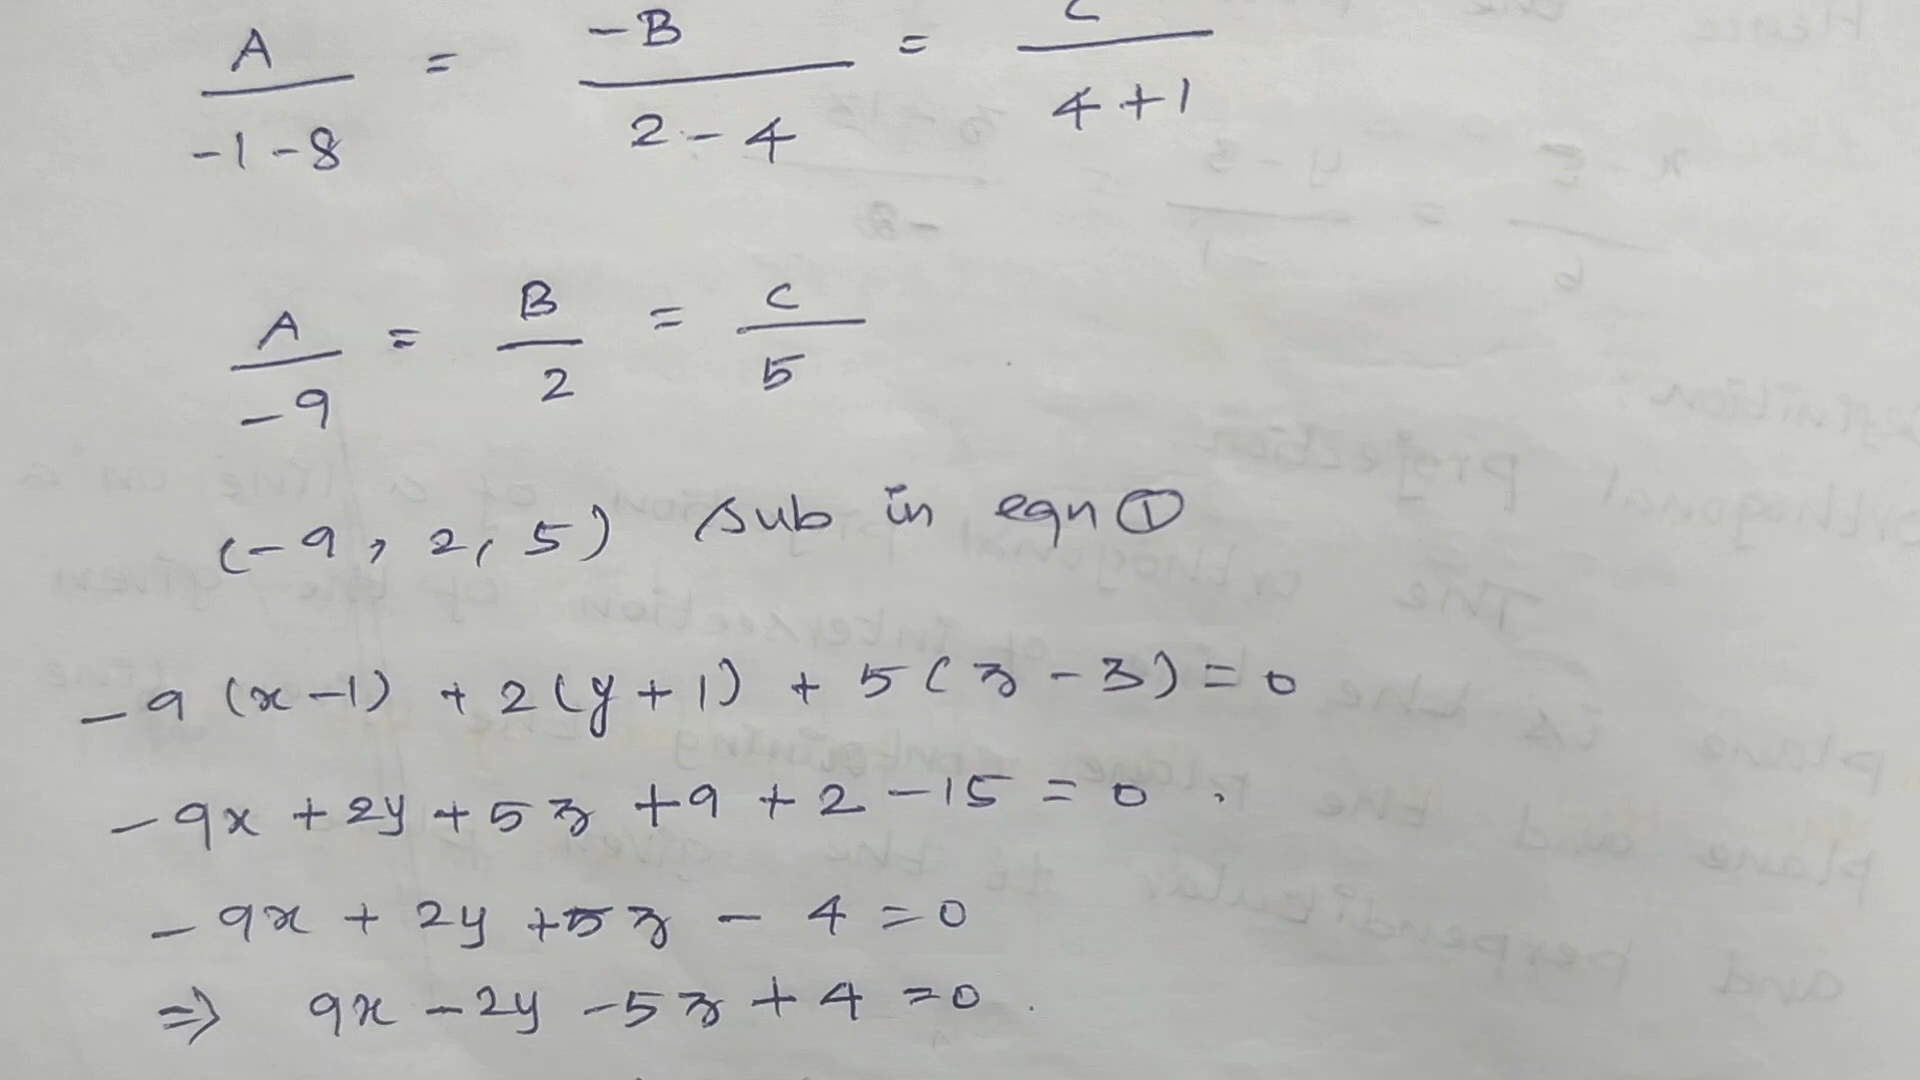 A/(-1-8) = -B/(2-4) = C/(4+1)
A/(-9) = B/2 = C/5
(-9, 2, 5) sub in eqn ①
-9(x-1) + 2(y+1) + 5(z-3) = 0
-9x + 2y + 5z + 9 + 2 - 15 = 0.
-9x + 2y + 5z - 4 = 0
⇒ 9x - 2y - 5z + 4 = 0.